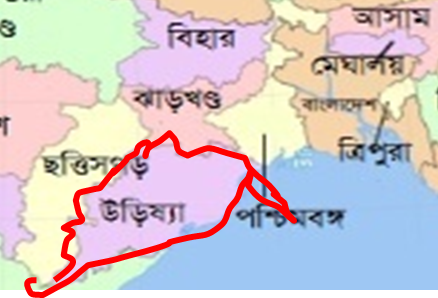 আসাম
বিহার
মেঘালয়
ঝাড়খণ্ড
বাংলাদেশ
ছত্তিসগড়
ত্রিপুরা
উড়িষ্যা
পশ্চিমবঙ্গ